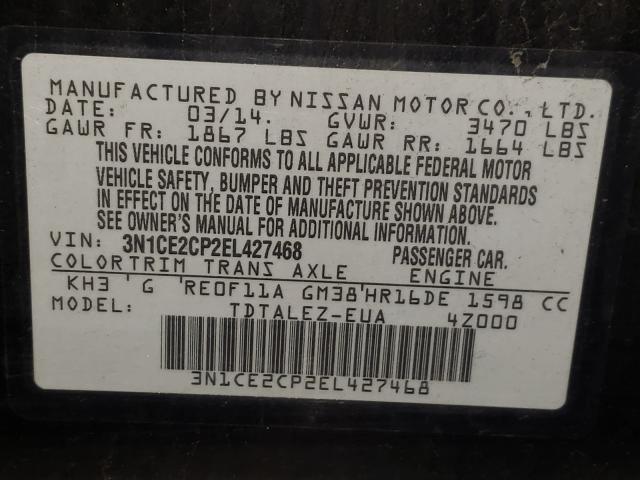 MANUFACTURED BY NISSAN MOTOR CO., LTD.
DATE: 03/14. GVWR: 3470 LBS
GAWR FR: 1867 LBS GAWR RR: 1664 LBS
THIS VEHICLE CONFORMS TO ALL APPLICABLE FEDERAL MOTOR
VEHICLE SAFETY, BUMPER AND THEFT PREVENTION STANDARDS
IN EFFECT ON THE DATE OF MANUFACTURE SHOWN ABOVE.
SEE OWNER'S MANUAL FOR ADDITIONAL INFORMATION.
VIN: 3N1CE2CP2EL427468 PASSENGER CAR.
COLORTRIM TRANS AXLE ENGINE
KH3 ' G 'RE0F11A GM38'HR16DE 1598 CC
MODEL: TDTALEZ-EUA 4Z000
3N1CE2CP2EL427468